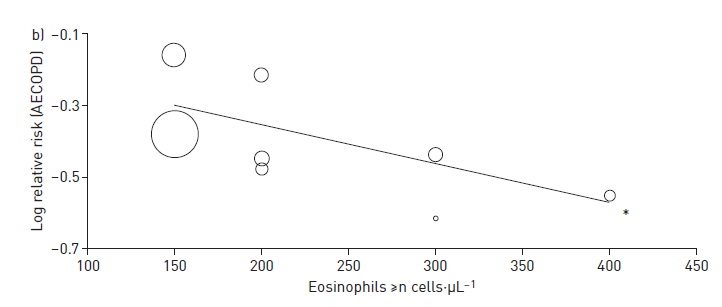 b) −0.1
−0.3
−0.5
−0.7
Log relative risk (AECOPD)
*
100 150 200 250 300 350 400 450
Eosinophils ⩾n cells·µL⁻¹